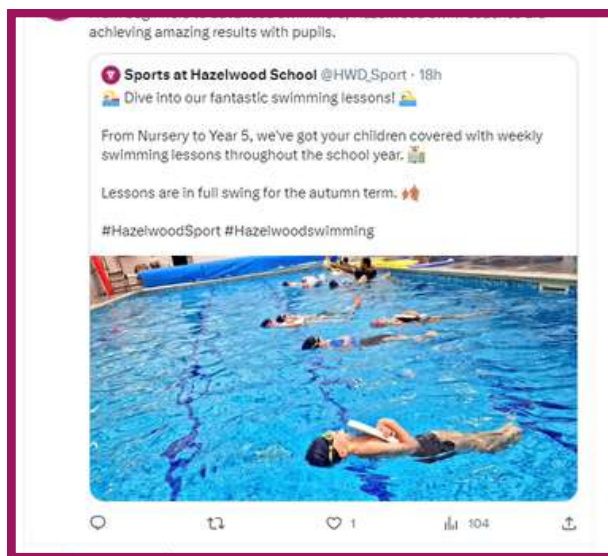 achieving amazing results with pupils.
Sports at Hazelwood School @HWD_Sport · 18h
Dive into our fantastic swimming lessons!
From Nursery to Year 5, we've got your children covered with weekly
swimming lessons throughout the school year.
Lessons are in full swing for the autumn term.
#HazelwoodSport #Hazelwoodswimming
1
104